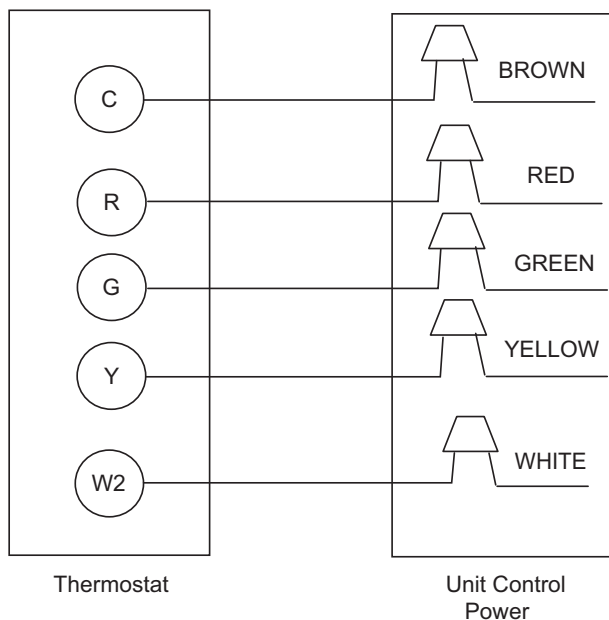 C
BROWN
R
RED
G
GREEN
Y
YELLOW
W2
WHITE
Thermostat
Unit Control
Power